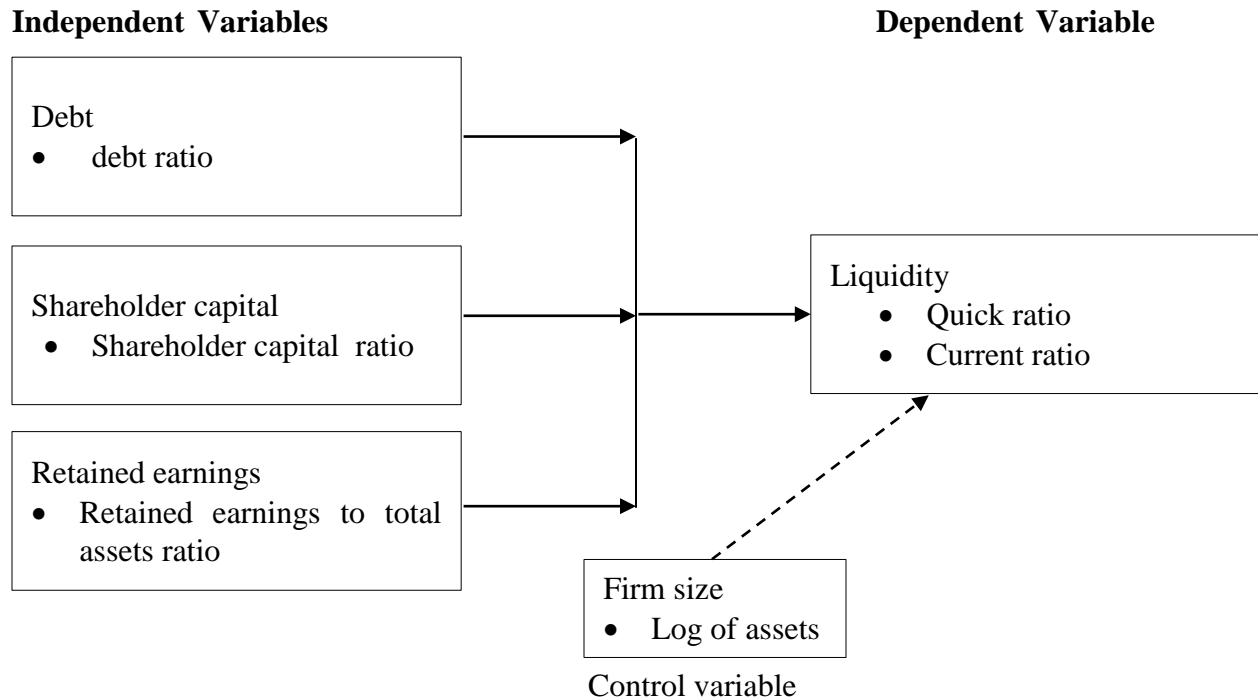 Independent Variables
Dependent Variable
Debt
• debt ratio
Shareholder capital
• Shareholder capital ratio
Retained earnings
• Retained earnings to total
assets ratio
Liquidity
• Quick ratio
• Current ratio
Firm size
• Log of assets
Control variable